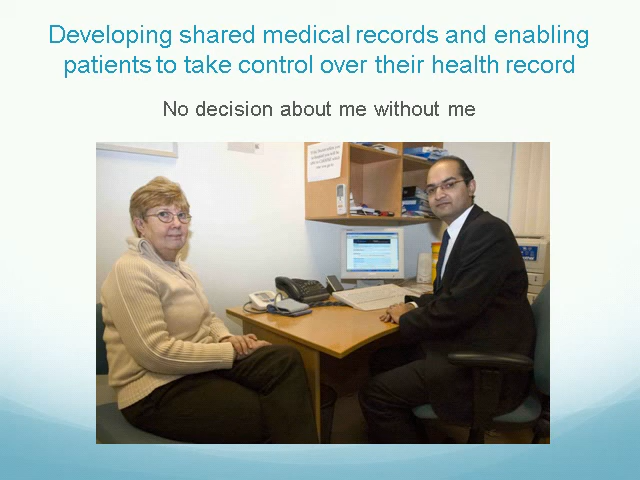 Developing shared medical records and enabling
patients to take control over their health record
No decision about me without me